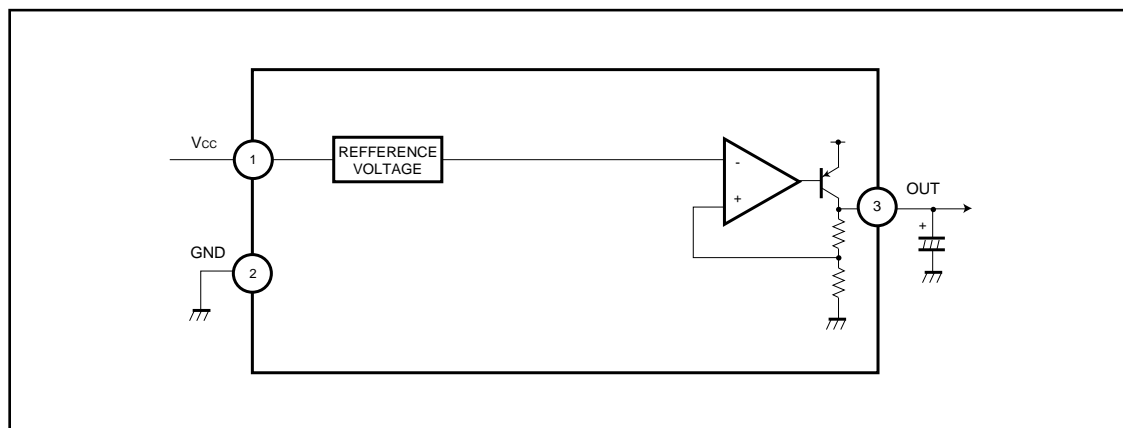 Vcc
1
REFFERENCE
VOLTAGE
-
+
3
OUT
+
GND
2